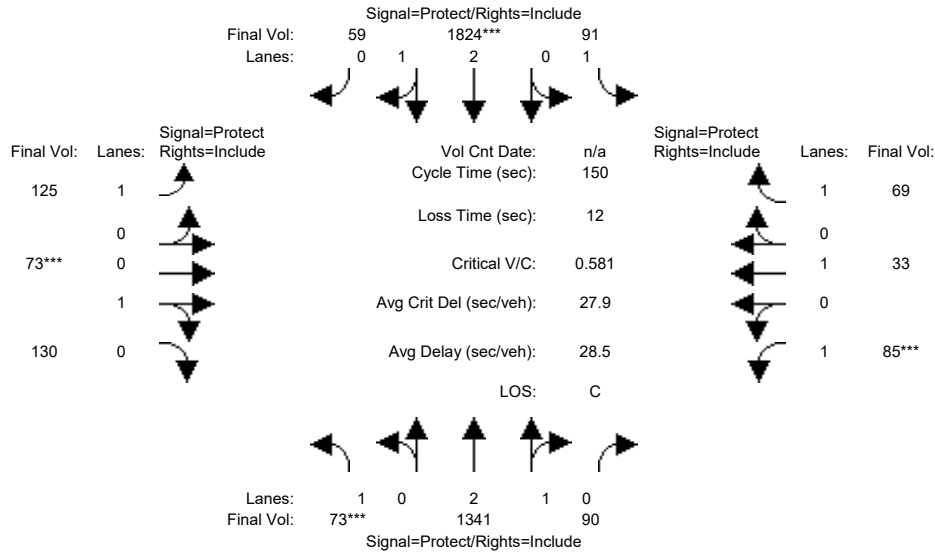 Signal=Protect/Rights=Include
Final Vol: 59 1824*** 91
Lanes: 0 1 2 0 1
Signal=Protect Signal=Protect
Final Vol: Lanes: Rights=Include Vol Cnt Date: n/a Rights=Include Lanes: Final Vol:
Cycle Time (sec): 150
125 1 1 69
Loss Time (sec): 12
0 0
73*** 0 Critical V/C: 0.581 1 33
1 Avg Crit Del (sec/veh): 27.9 0
130 0 Avg Delay (sec/veh): 28.5 1 85***
LOS: C
Lanes: 1 0 2 1 0
Final Vol: 73*** 1341 90
Signal=Protect/Rights=Include